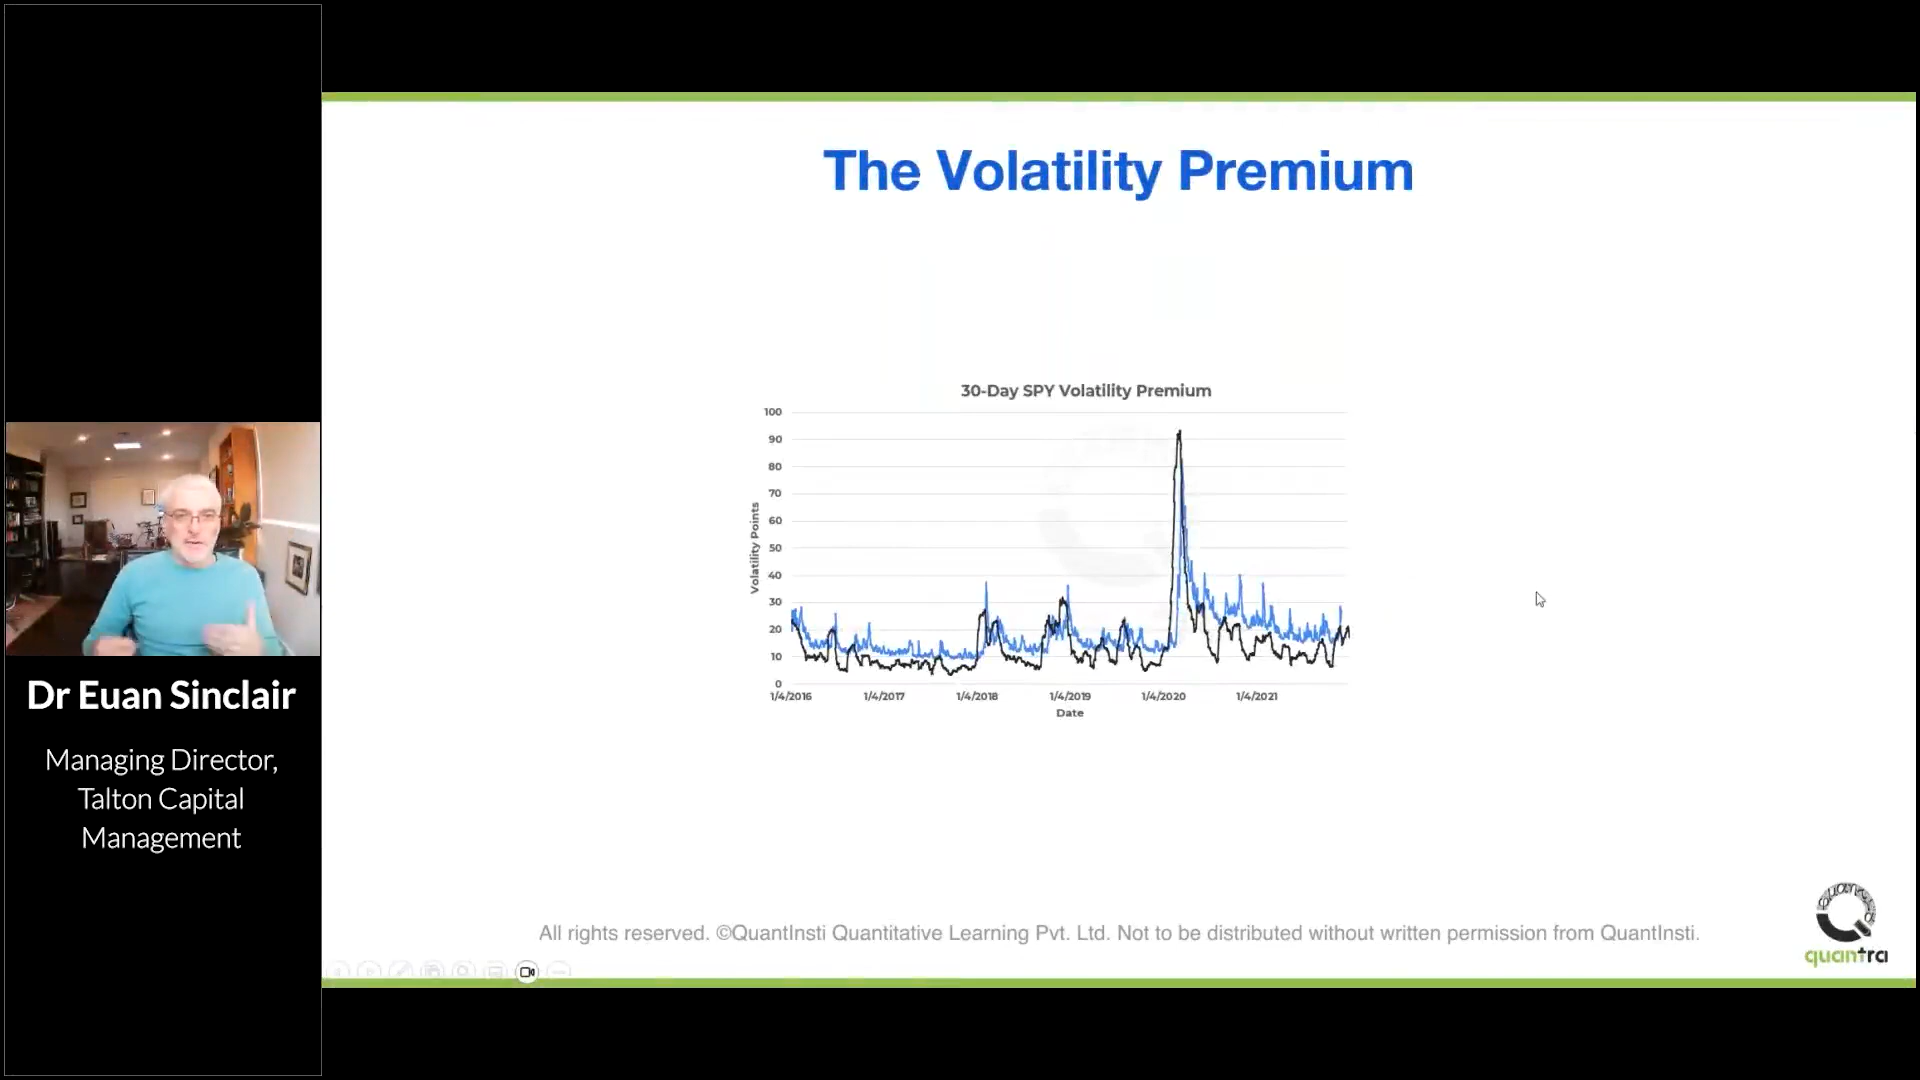 The Volatility Premium
30-Day SPY Volatility Premium
100
90
80
70
60
50
40
30
20
10
0
Volatility Points
1/4/2016 1/4/2017 1/4/2018 1/4/2019 1/4/2020 1/4/2021
Date
Dr Euan Sinclair
Managing Director,
Talton Capital
Management
All rights reserved. ©QuantInsti Quantitative Learning Pvt. Ltd. Not to be distributed without written permission from QuantInsti.
quantra